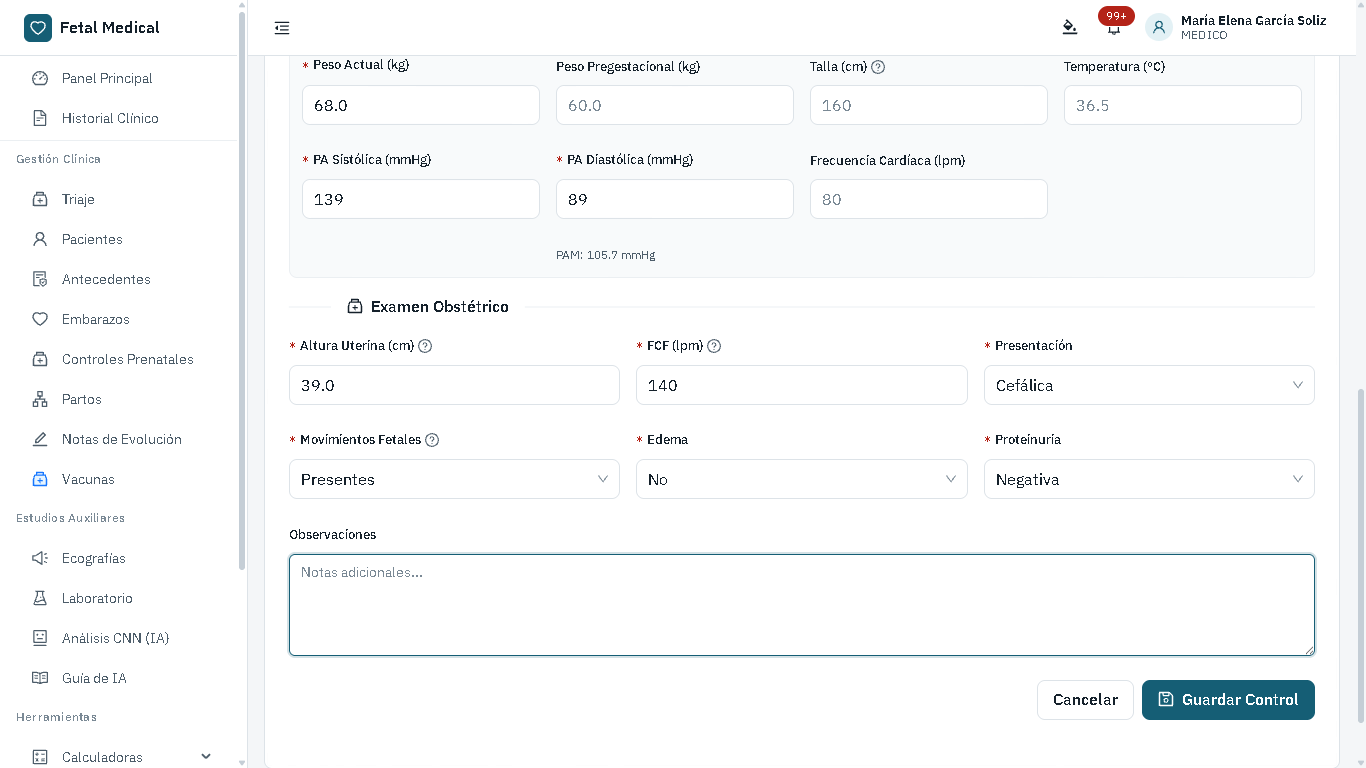 Fetal Medical
Panel Principal
Historial Clínico
Gestión Clínica
Triaje
Pacientes
Antecedentes
Embarazos
Controles Prenatales
Partos
Notas de Evolución
Vacunas
Estudios Auxiliares
Ecografías
Laboratorio
Análisis CNN (IA)
Guía de IA
Herramientas
Calculadoras
99+
María Elena García Soliz
MEDICO
* Peso Actual (kg)
68.0
Peso Pregestacional (kg)
60.0
Talla (cm)
160
Temperatura (°C)
36.5
* PA Sistólica (mmHg)
139
* PA Diastólica (mmHg)
89
Frecuencia Cardíaca (lpm)
80
PAM: 105.7 mmHg
Examen Obstétrico
* Altura Uterina (cm)
39.0
* FCF (lpm)
140
* Presentación
Cefálica
* Movimientos Fetales
Presentes
* Edema
No
* Proteinuria
Negativa
Observaciones
Notas adicionales...
Cancelar
Guardar Control